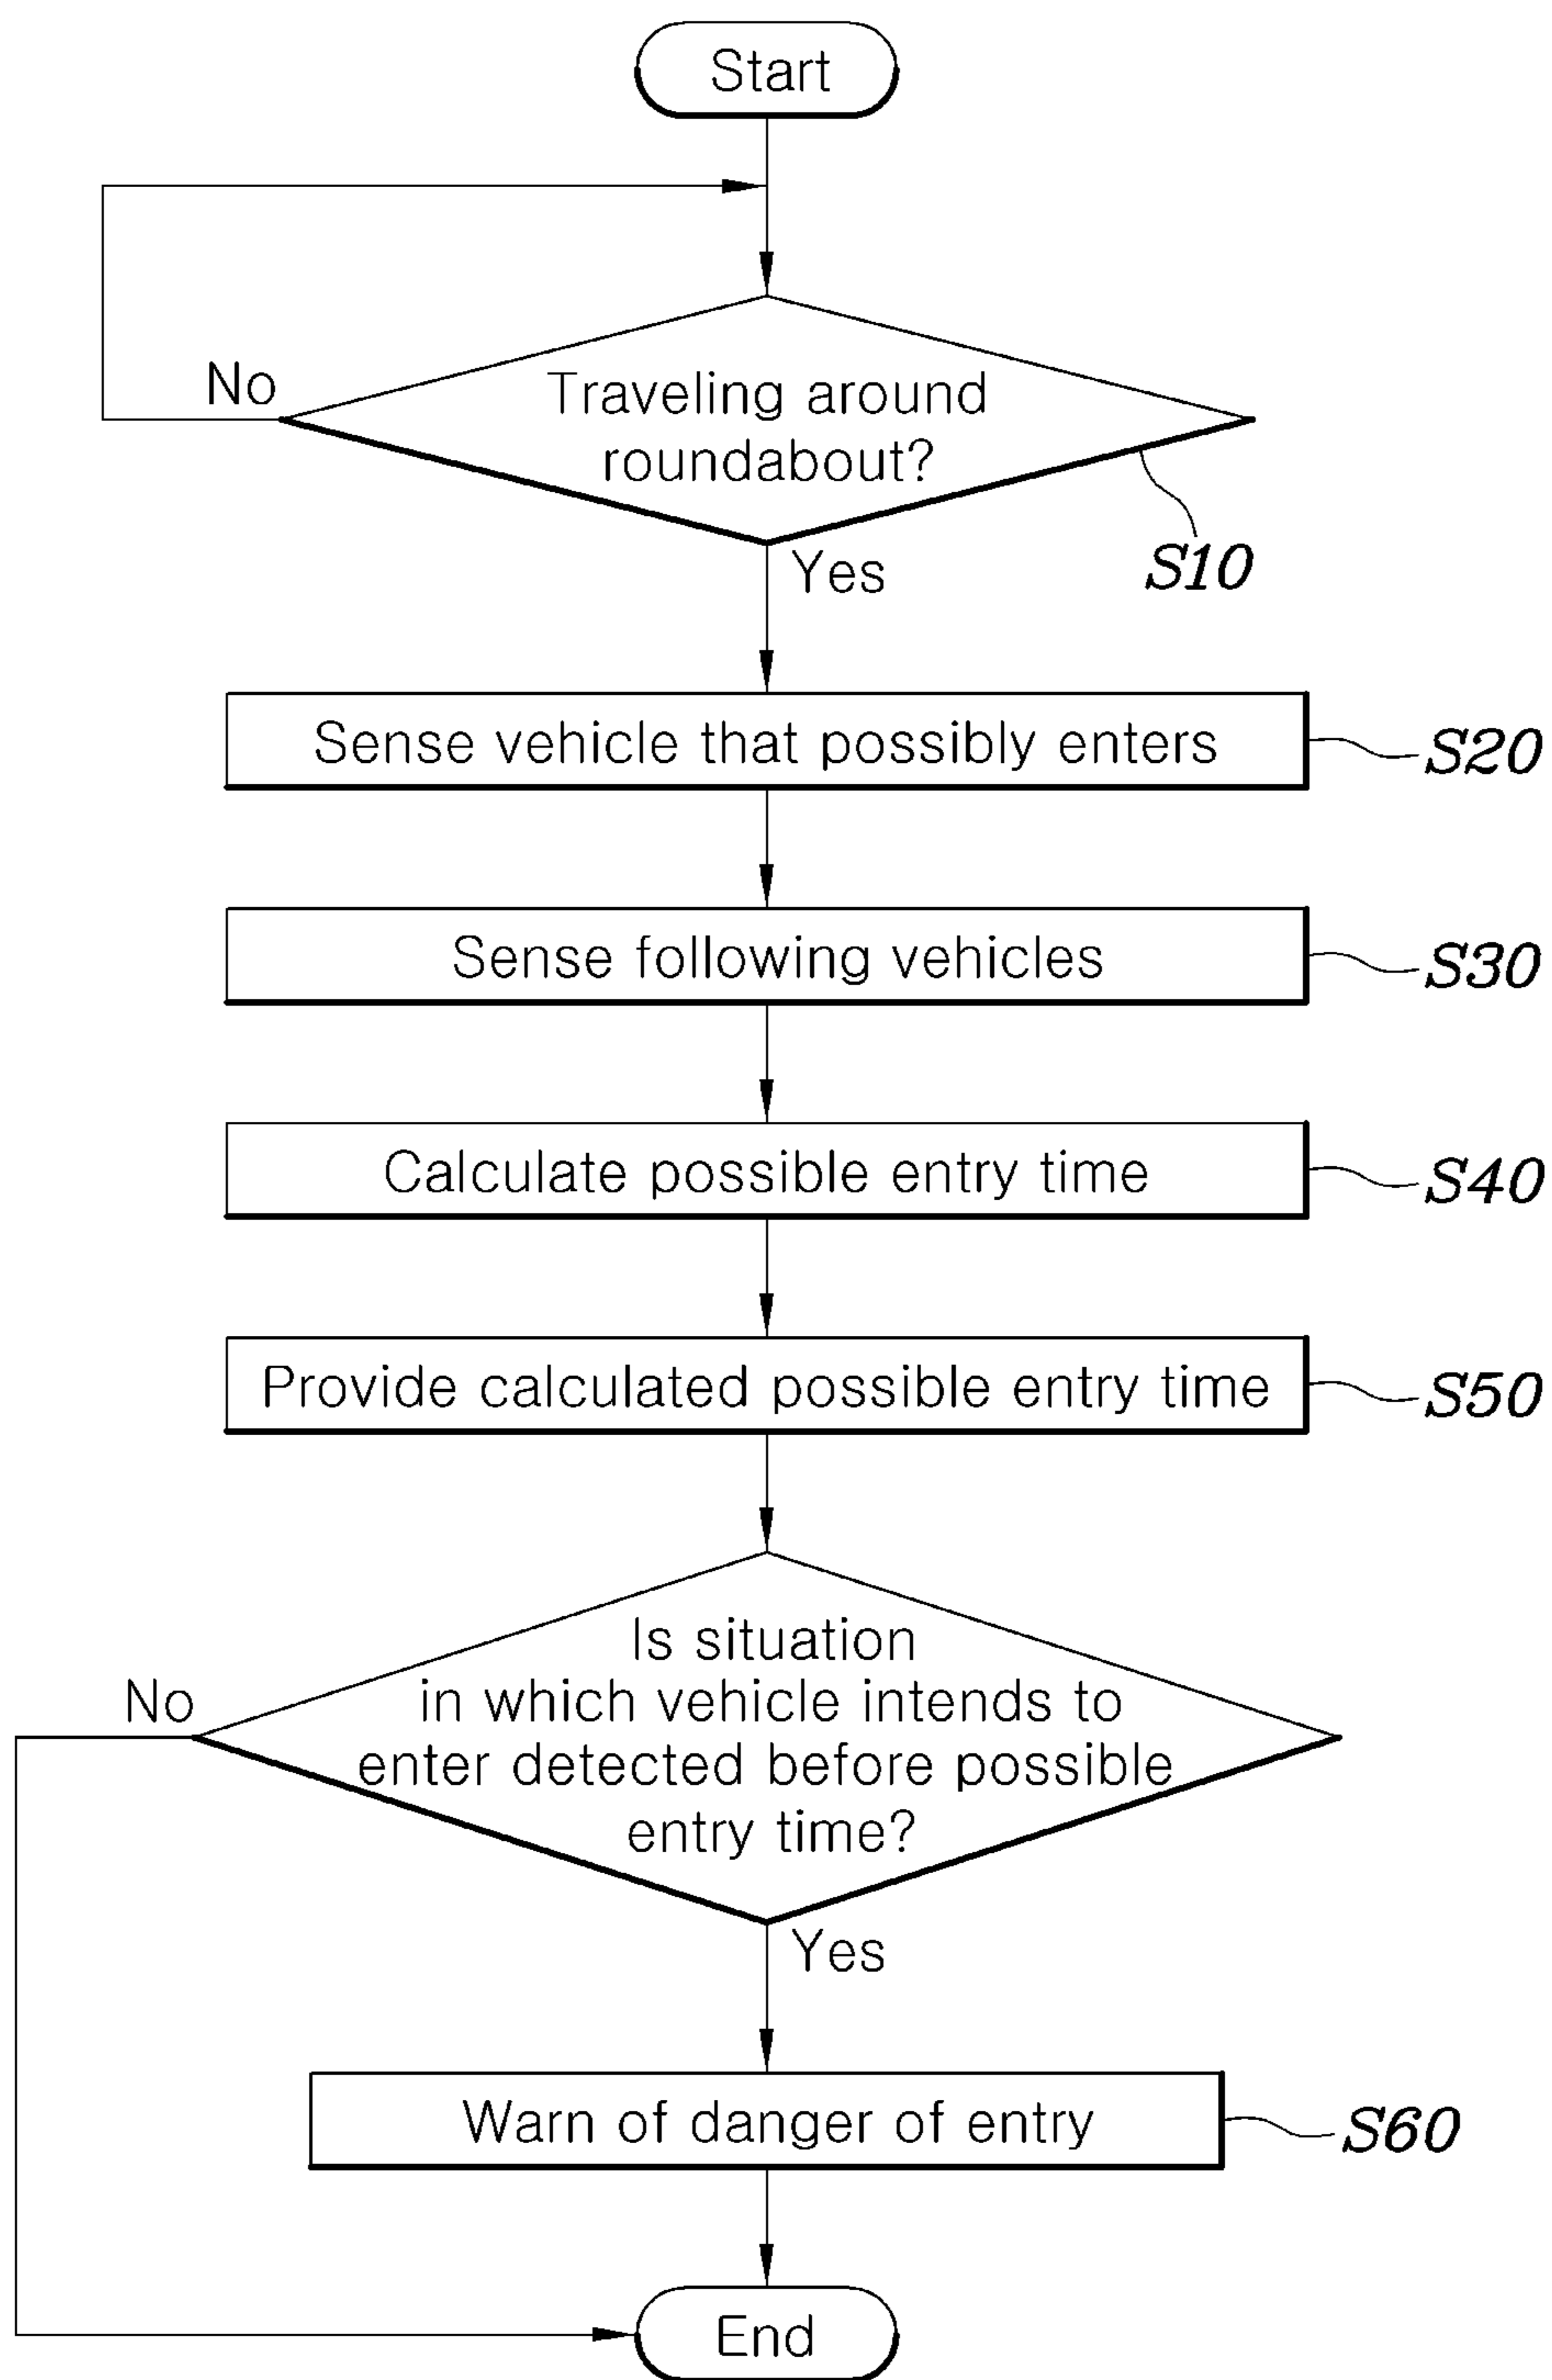 Start
No
Traveling around
roundabout?
Yes
S10
Sense vehicle that possibly enters
S20
Sense following vehicles
S30
Calculate possible entry time
S40
Provide calculated possible entry time
S50
Is situation
No
in which vehicle intends to
enter detected before possible
entry time?
Yes
Warn of danger of entry
S60
End